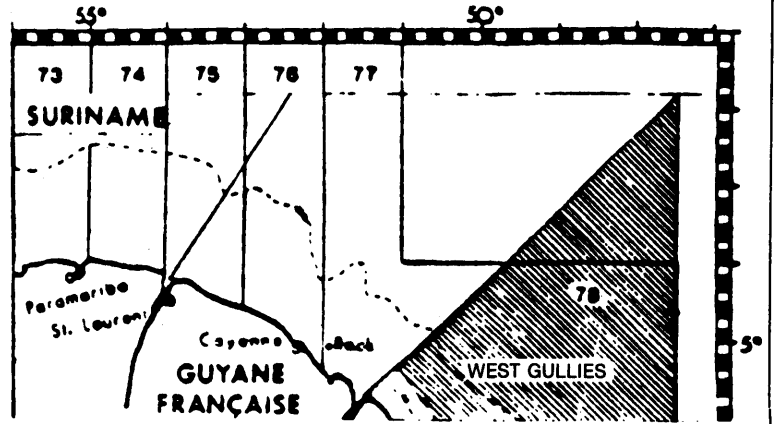 55° 50°
73 74 75 76 77
SURINAME
Paramaribo
St. Laurent
78
Cayenne
5°
GUYANE
FRANÇAISE
WEST GULLIES